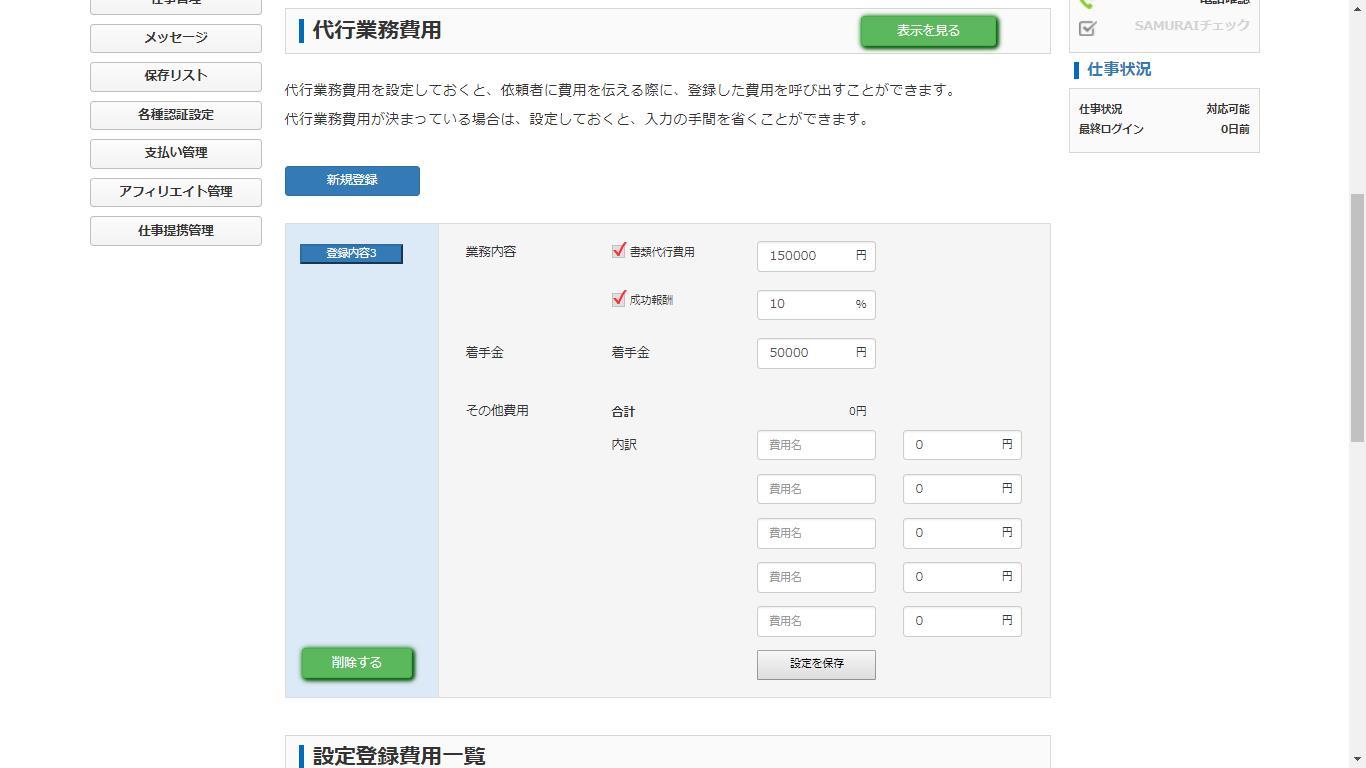 メッセージ
保存リスト
各種認証設定
支払い管理
アフィリエイト管理
仕事提携管理
代行業務費用
表示を見る
代行業務費用を設定しておくと、依頼者に費用を伝える際に、登録した費用を呼び出すことができます。
代行業務費用が決まっている場合は、設定しておくと、入力の手間を省くことができます。
新規登録
登録内容3
業務内容
書類代行費用
150000 円
成功報酬
10 %
着手金
着手金
50000 円
その他費用
合計
0円
内訳
費用名
0 円
費用名
0 円
費用名
0 円
費用名
0 円
費用名
0 円
削除する
設定を保存
設定登録費用一覧
SAMURAIチェック
仕事状況
仕事状況 対応可能
最終ログイン 0日前